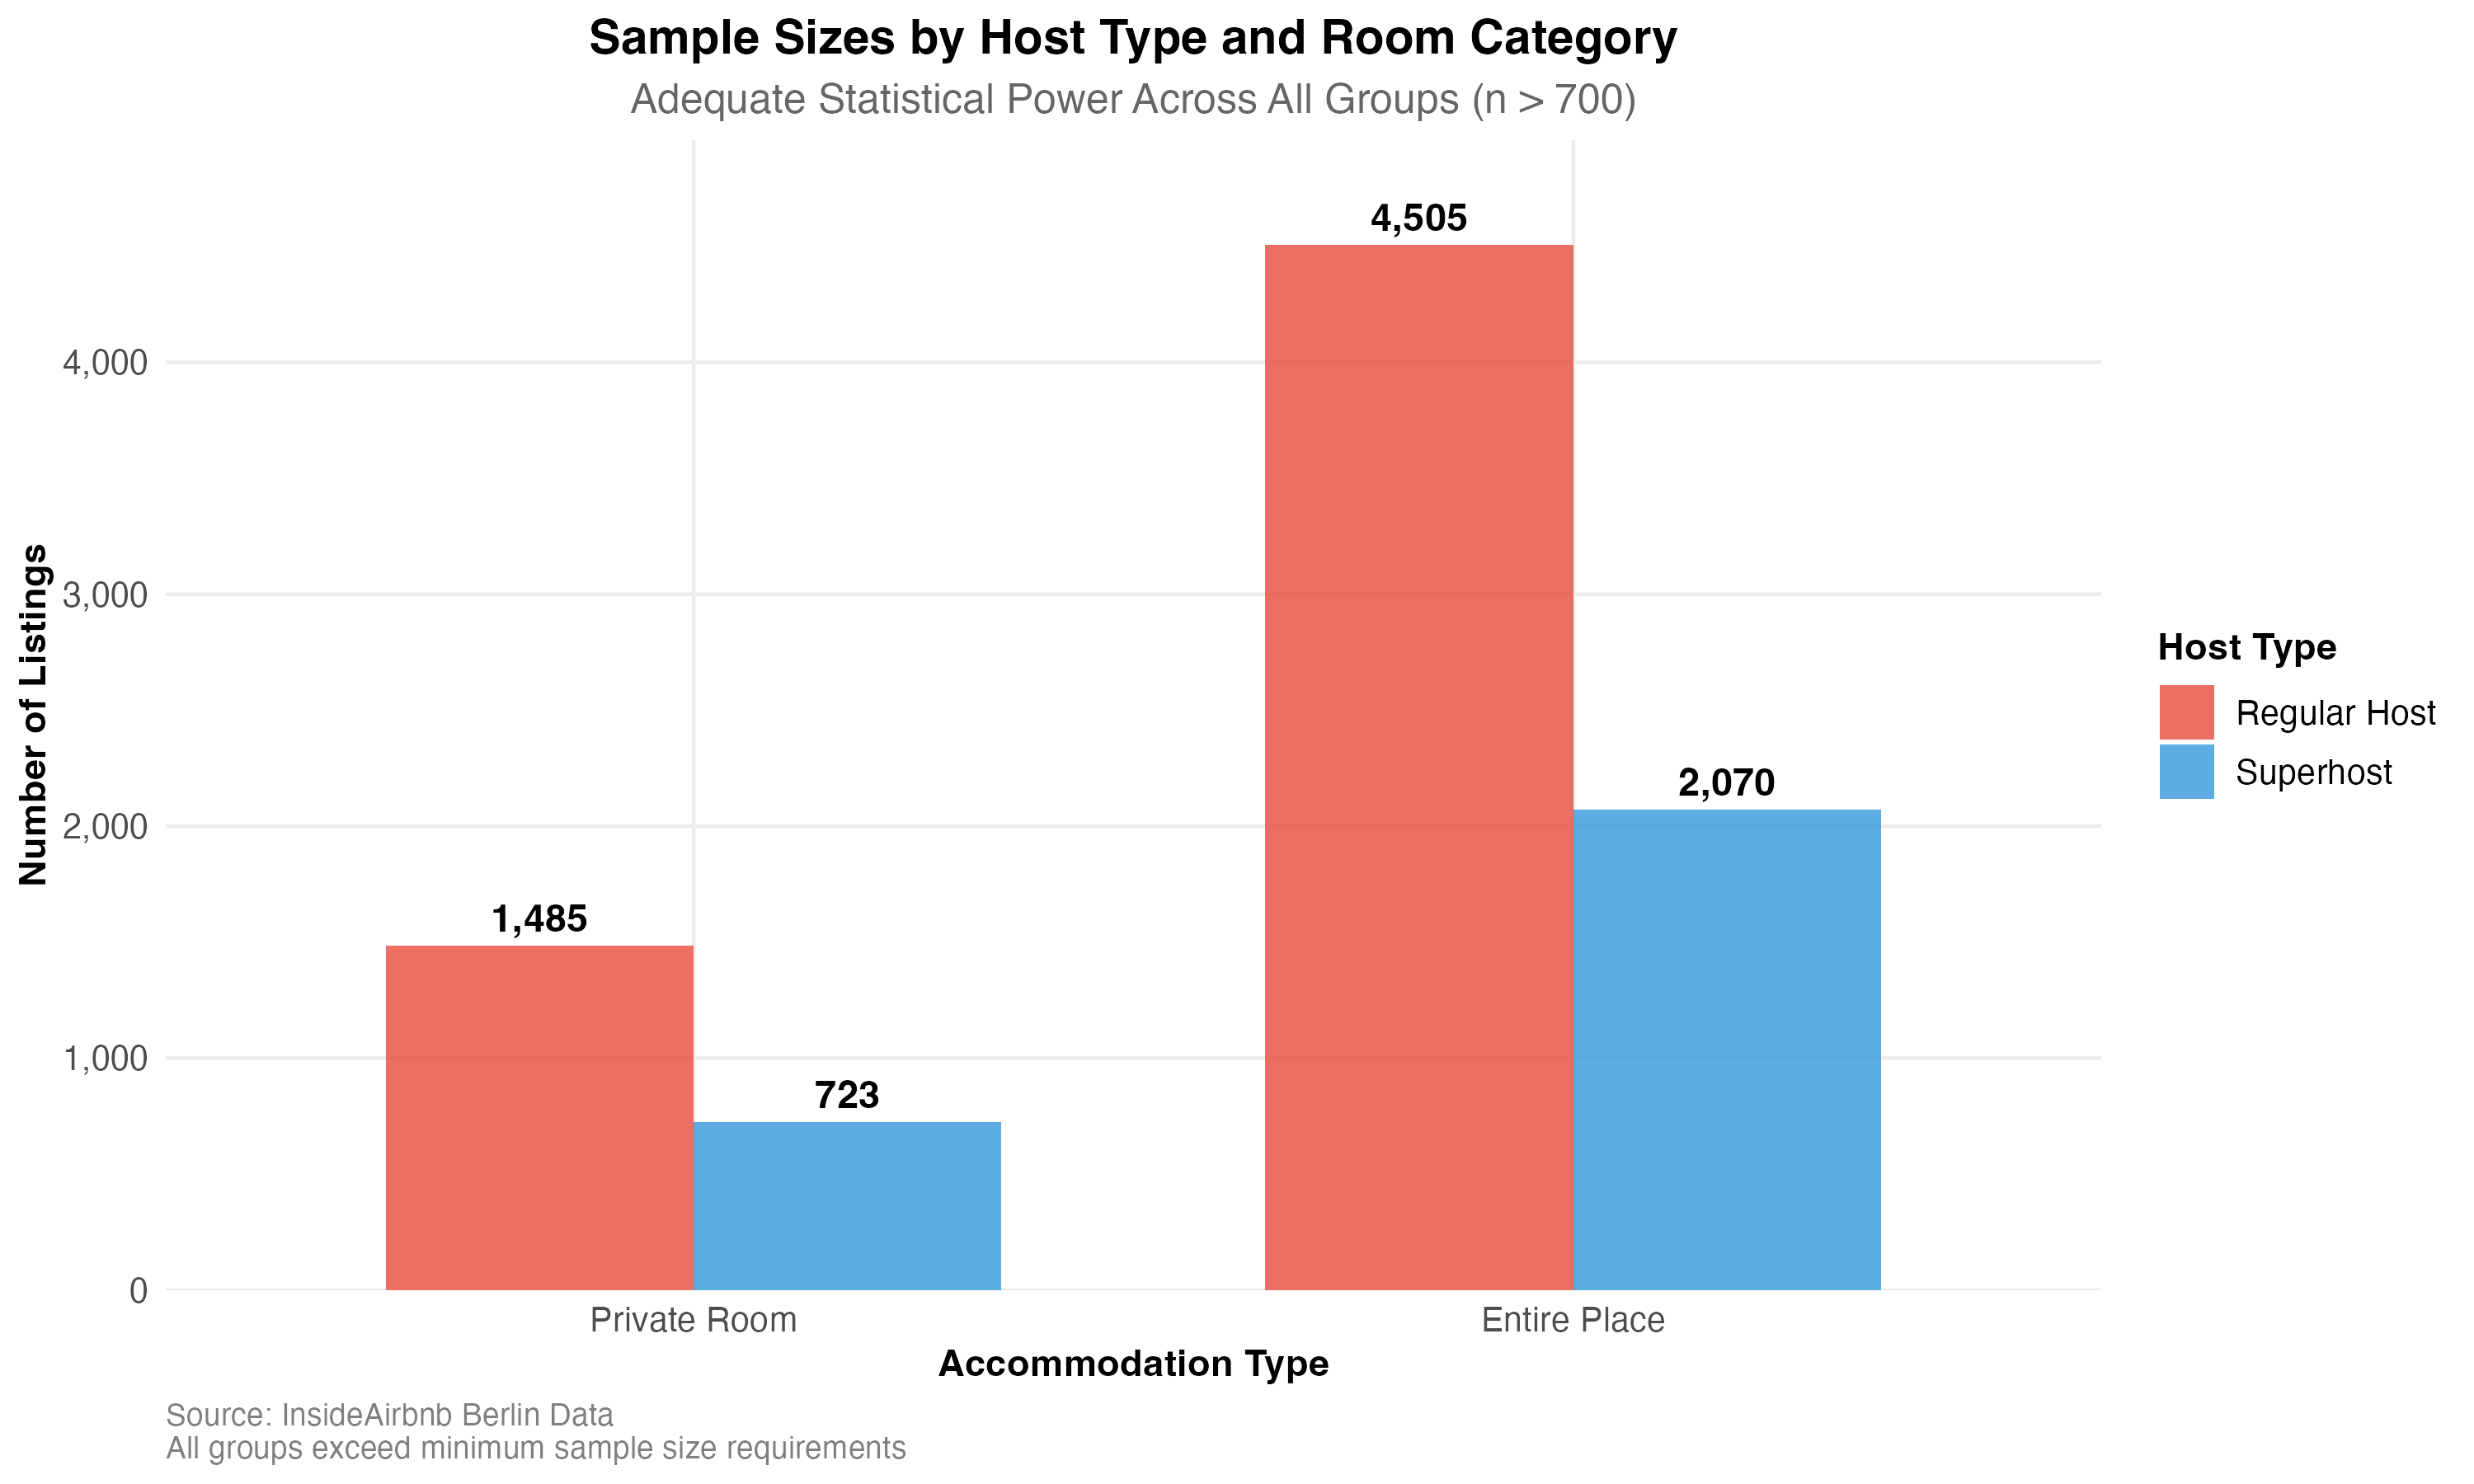 Sample Sizes by Host Type and Room Category
Adequate Statistical Power Across All Groups (n > 700)
Number of Listings
4,000
3,000
2,000
1,000
0
1,485
723
4,505
2,070
Private Room
Entire Place
Accommodation Type
Host Type
Regular Host
Superhost
Source: InsideAirbnb Berlin Data
All groups exceed minimum sample size requirements